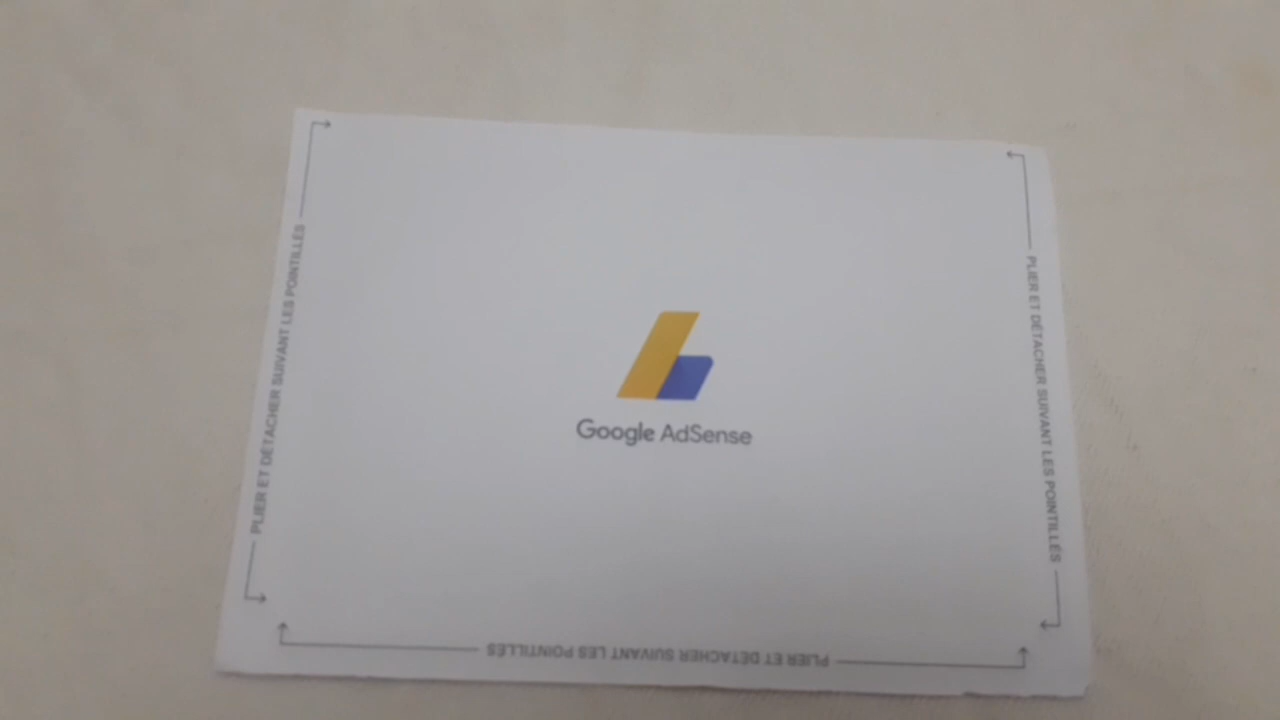 PLIER ET DÉTACHER SUIVANT LES POINTILLÉS
Google AdSense
PLIER ET DÉTACHER SUIVANT LES POINTILLÉS
PLIER ET DÉTACHER SUIVANT LES POINTILLÉS